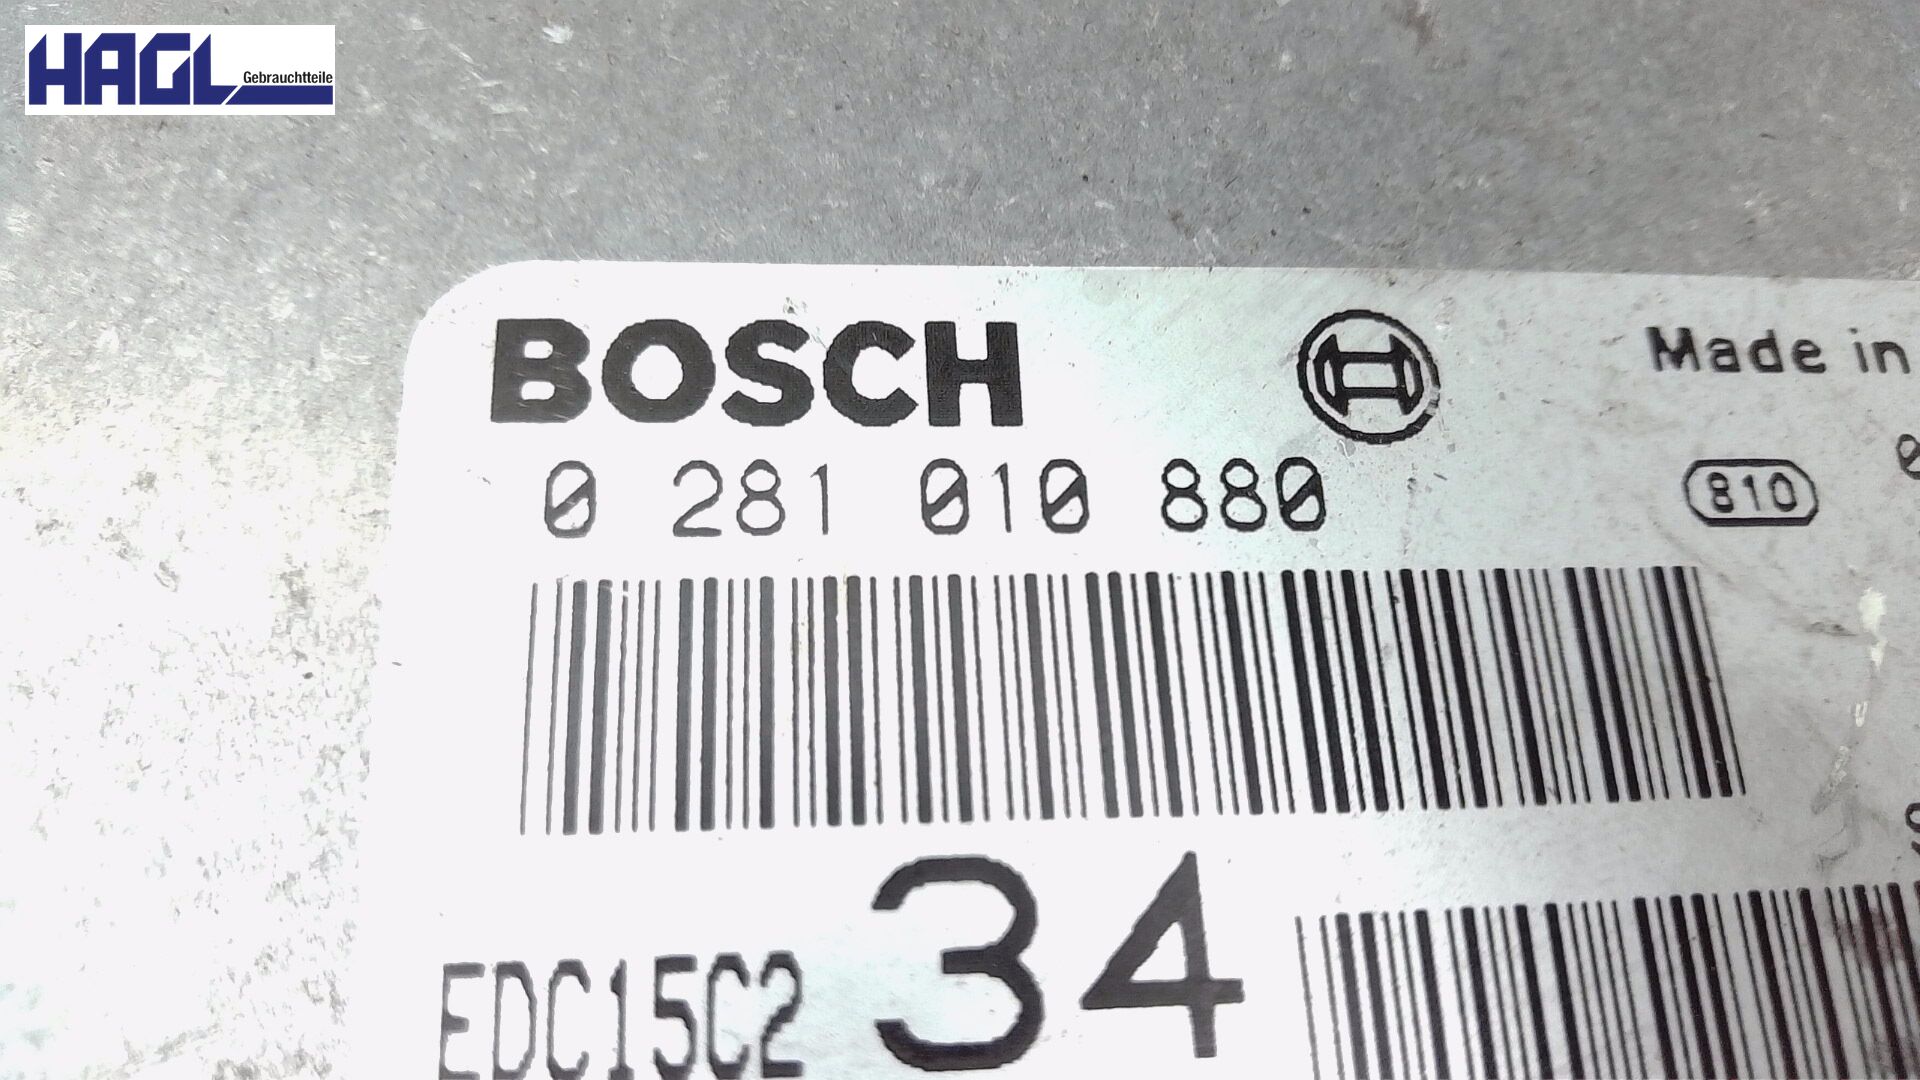 HAGL
Gebrauchtteile
BOSCH
Made in
0 281 010 880
810
34
EDC15C2